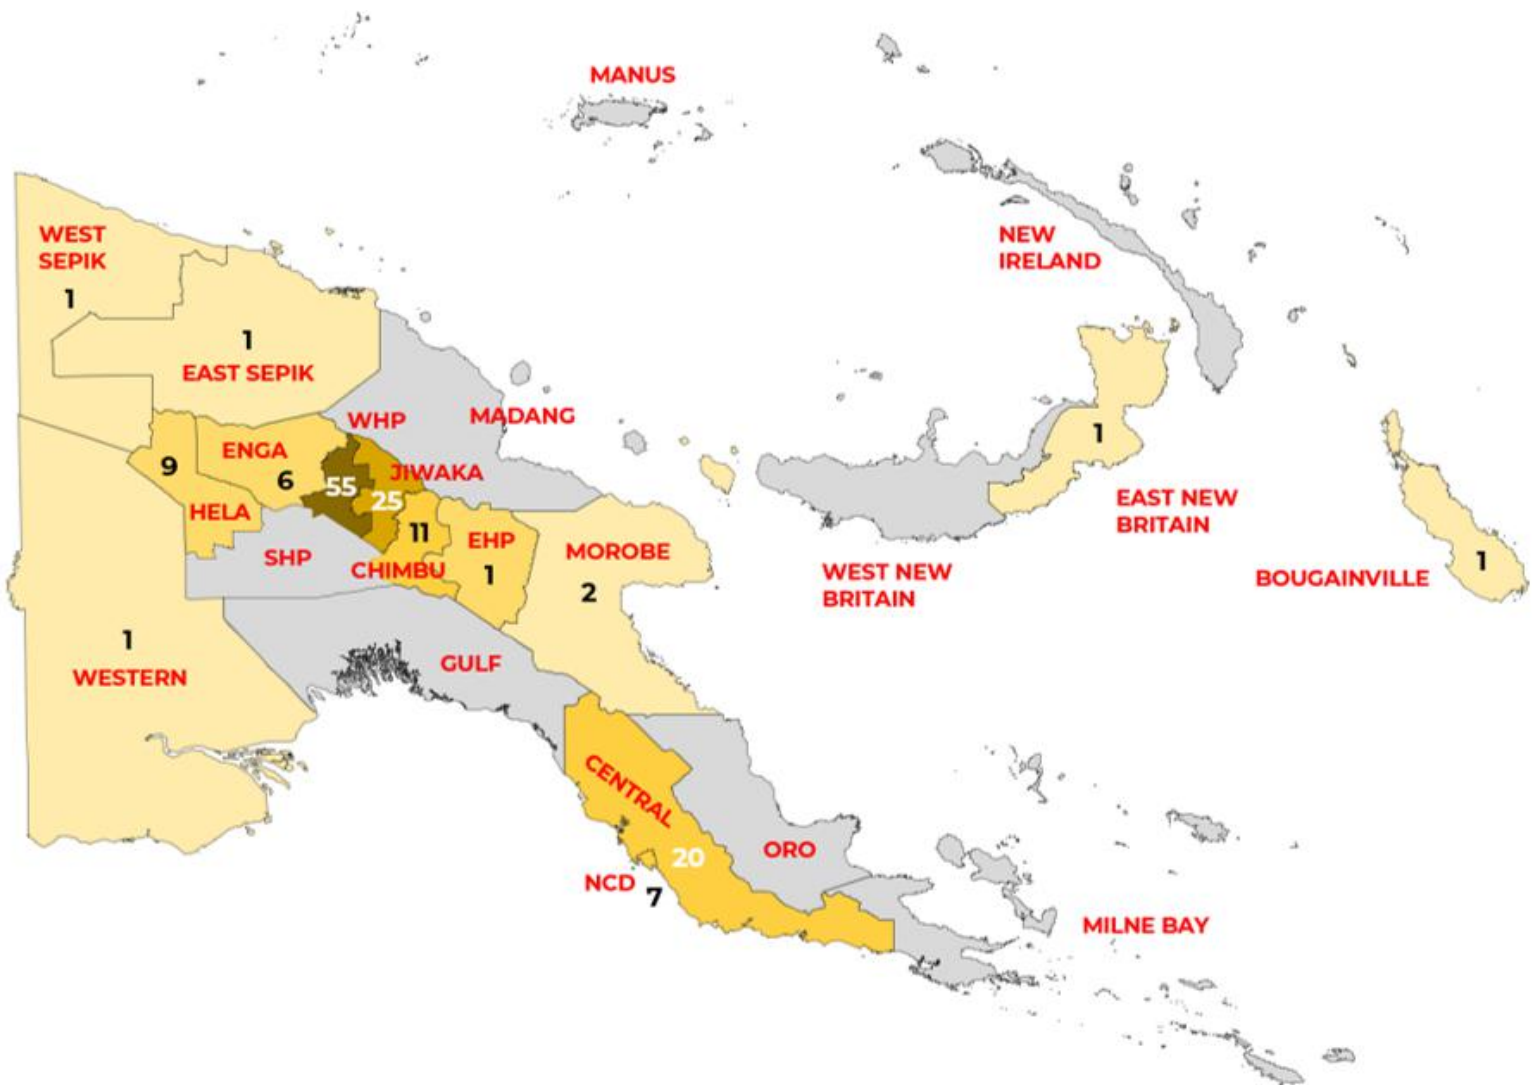 MANUS
WEST
SEPIK
1
NEW
IRELAND
1
EAST SEPIK
WHP
MADANG
ENGA
9
6
55
JIWAKA
25
1
HELA
11
EHP
1
MOROBE
2
SHP
CHIMBU
EAST NEW
BRITAIN
WEST NEW
BRITAIN
BOUGAINVILLE
1
1
WESTERN
GULF
CENTRAL
20
ORO
NCD
7
MILNE BAY